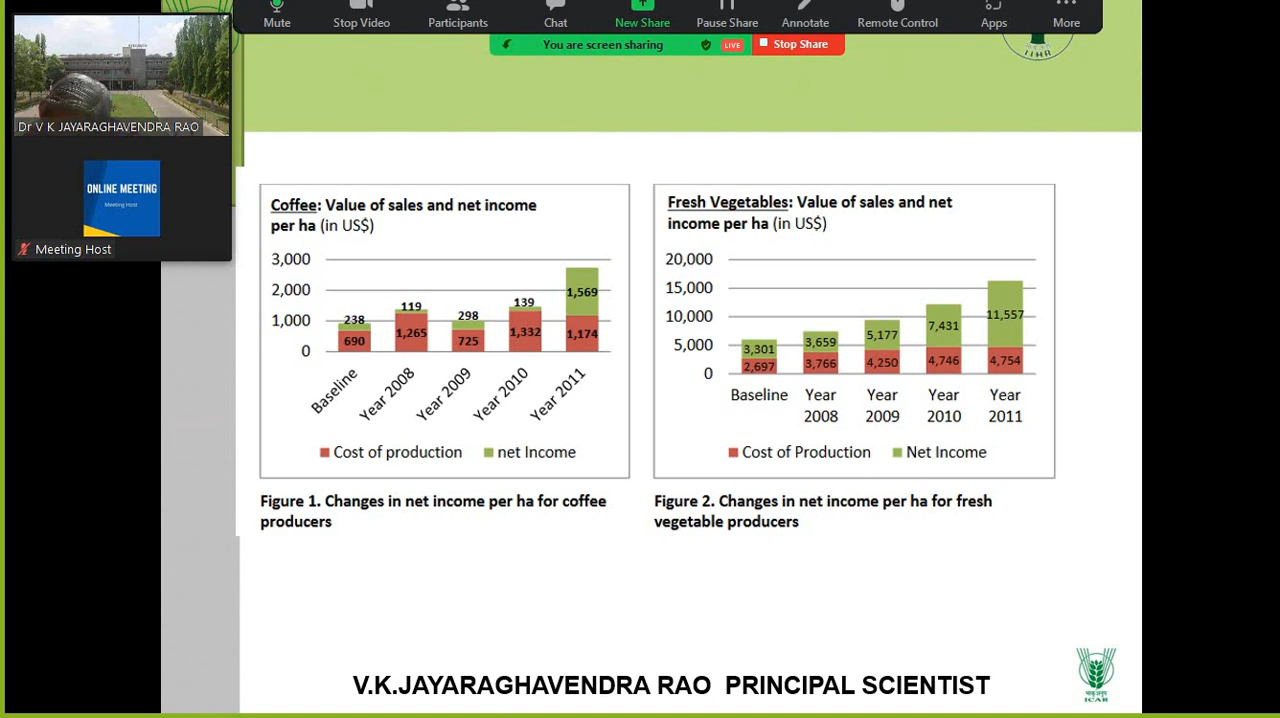 Mute
Stop Video
Participants
Chat
New Share
Pause Share
Annotate
Remote Control
Apps
More
You are screen sharing
LIVE
Stop Share
IIHR
Dr V K JAYARAGHAVENDRA RAO
ONLINE MEETING
Meeting Host
Meeting Host
Coffee: Value of sales and net income
per ha (in US$)
3,000
2,000
1,000
0
238
119
298
139
1,569
690
1,265
725
1,332
1,174
Baseline
Year 2008
Year 2009
Year 2010
Year 2011
Cost of production
net Income
Figure 1. Changes in net income per ha for coffee
producers
Fresh Vegetables: Value of sales and net
income per ha (in US$)
20,000
15,000
10,000
5,000
0
3,301
3,659
5,177
7,431
11,557
2,697
3,766
4,250
4,746
4,754
Baseline
Year
2008
Year
2009
Year
2010
Year
2011
Cost of Production
Net Income
Figure 2. Changes in net income per ha for fresh
vegetable producers
V.K.JAYARAGHAVENDRA RAO PRINCIPAL SCIENTIST
भाकृअनुप
ICAR